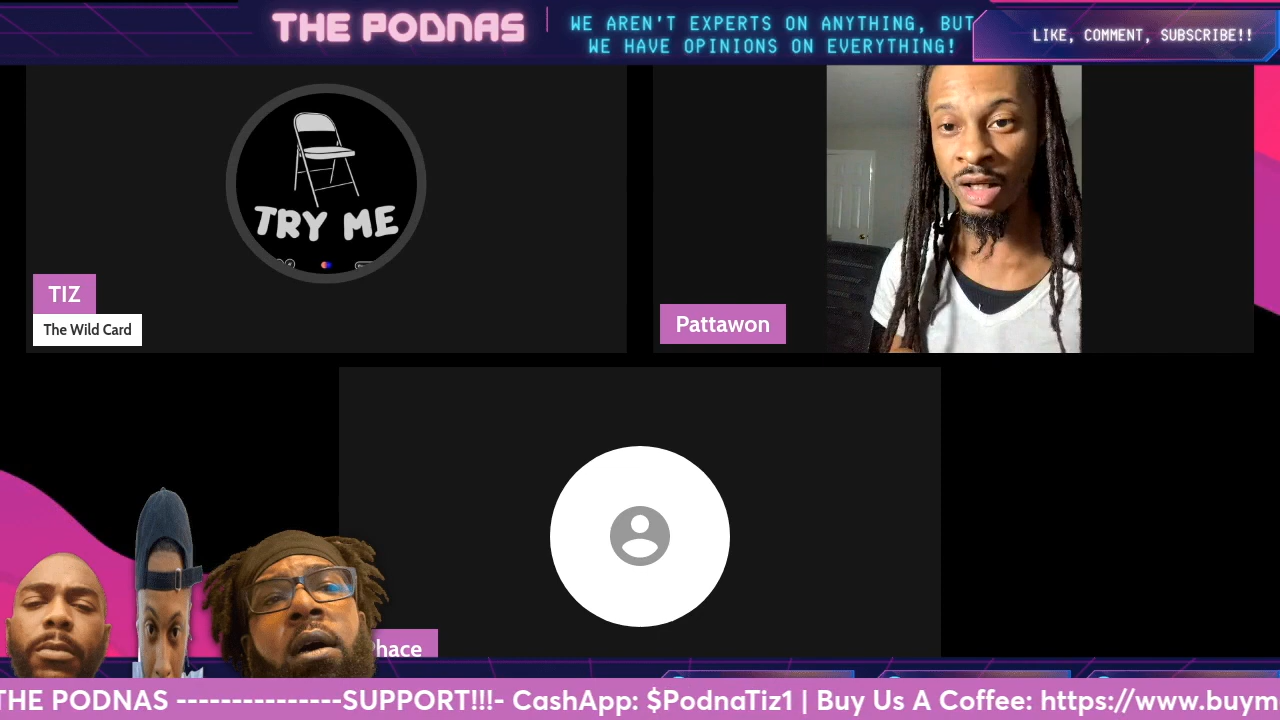 THE PODNAS
WE AREN'T EXPERTS ON ANYTHING, BUT
WE HAVE OPINIONS ON EVERYTHING!
LIKE, COMMENT, SUBSCRIBE!!
TRY ME
TIZ
The Wild Card
Pattawon
THE PODNAS ---------------SUPPORT!!!- CashApp: $PodnaTiz1 | Buy Us A Coffee: https://www.buym